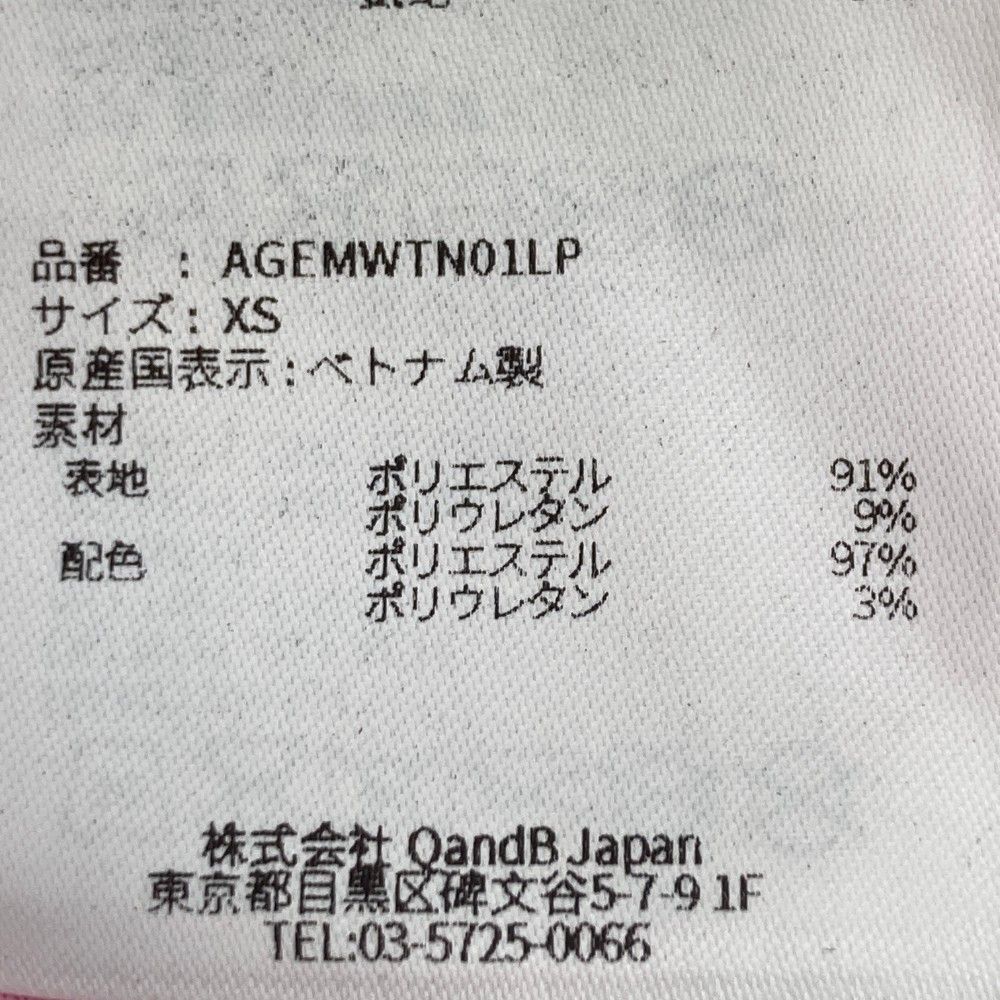 品番 : AGEMWTN01LP
サイズ: XS
原産国表示:ベトナム製
素材
表地 ポリエステル 91%
ポリウレタン 9%
配色 ポリエステル 97%
ポリウレタン 3%
株式会社 QandB Japan
東京都目黒区碑文谷5-7-9 1F
TEL:03-5725-0066